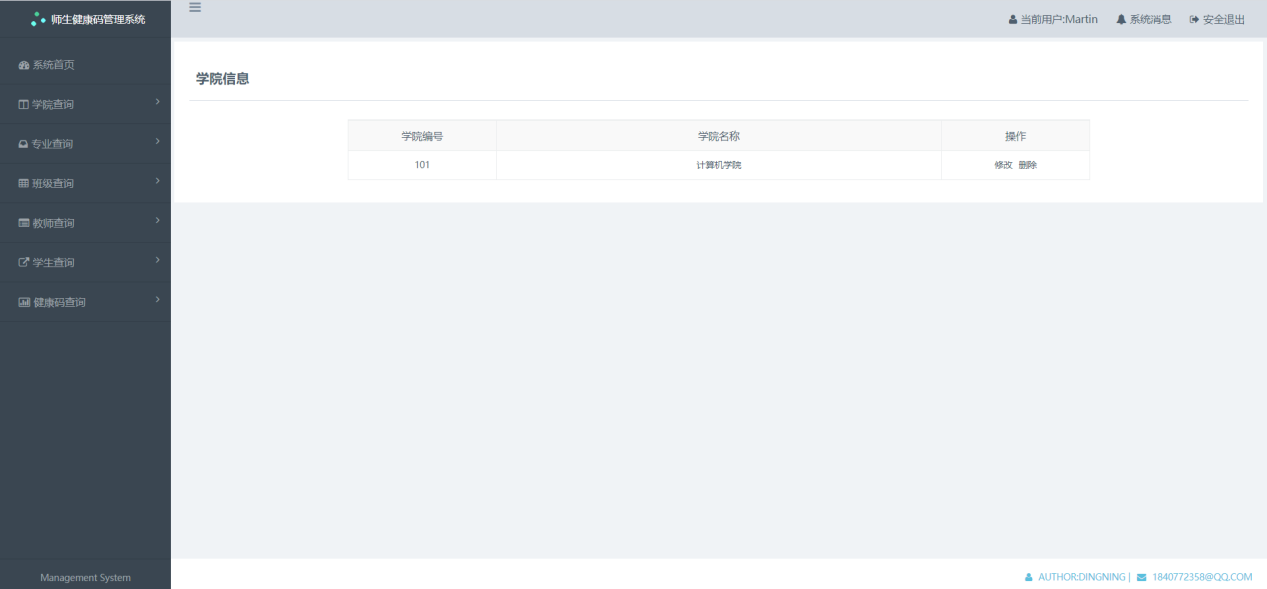 师生健康码管理系统
当前用户:Martin 系统消息 安全退出
系统首页
学院查询
专业查询
班级查询
教师查询
学生查询
健康码查询
学院信息
学院编号 学院名称 操作
101 计算机学院 修改 删除
Management System
AUTHOR:DINGNING | 1840772358@QQ.COM